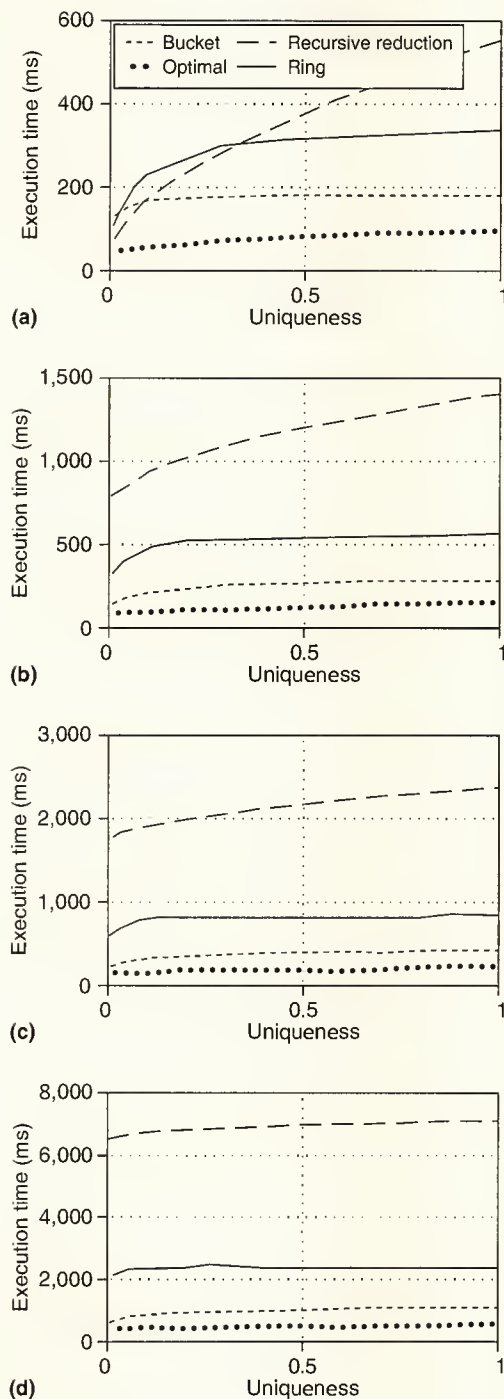 600
Bucket
Recursive reduction
Optimal
Ring
400
200
0
Execution time (ms)
0
0.5
1
Uniqueness
(a)
1,500
1,000
500
0
Execution time (ms)
0
0.5
1
Uniqueness
(b)
3,000
2,000
1,000
0
Execution time (ms)
0
0.5
1
Uniqueness
(c)
8,000
6,000
4,000
2,000
0
Execution time (ms)
0
0.5
1
Uniqueness
(d)